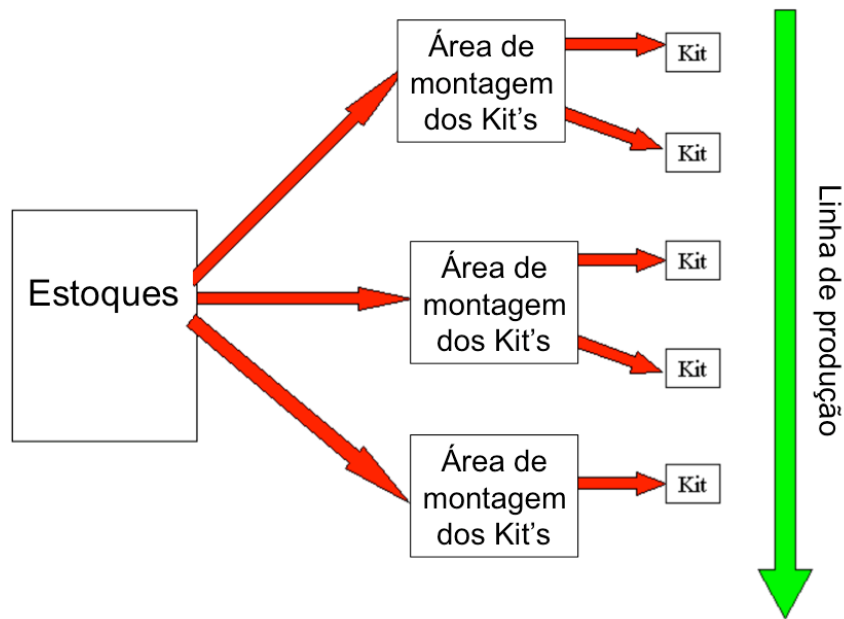 Estoques
Área de
montagem
dos Kit's
Kit
Kit
Área de
montagem
dos Kit's
Kit
Kit
Área de
montagem
dos Kit's
Kit
Linha de produção